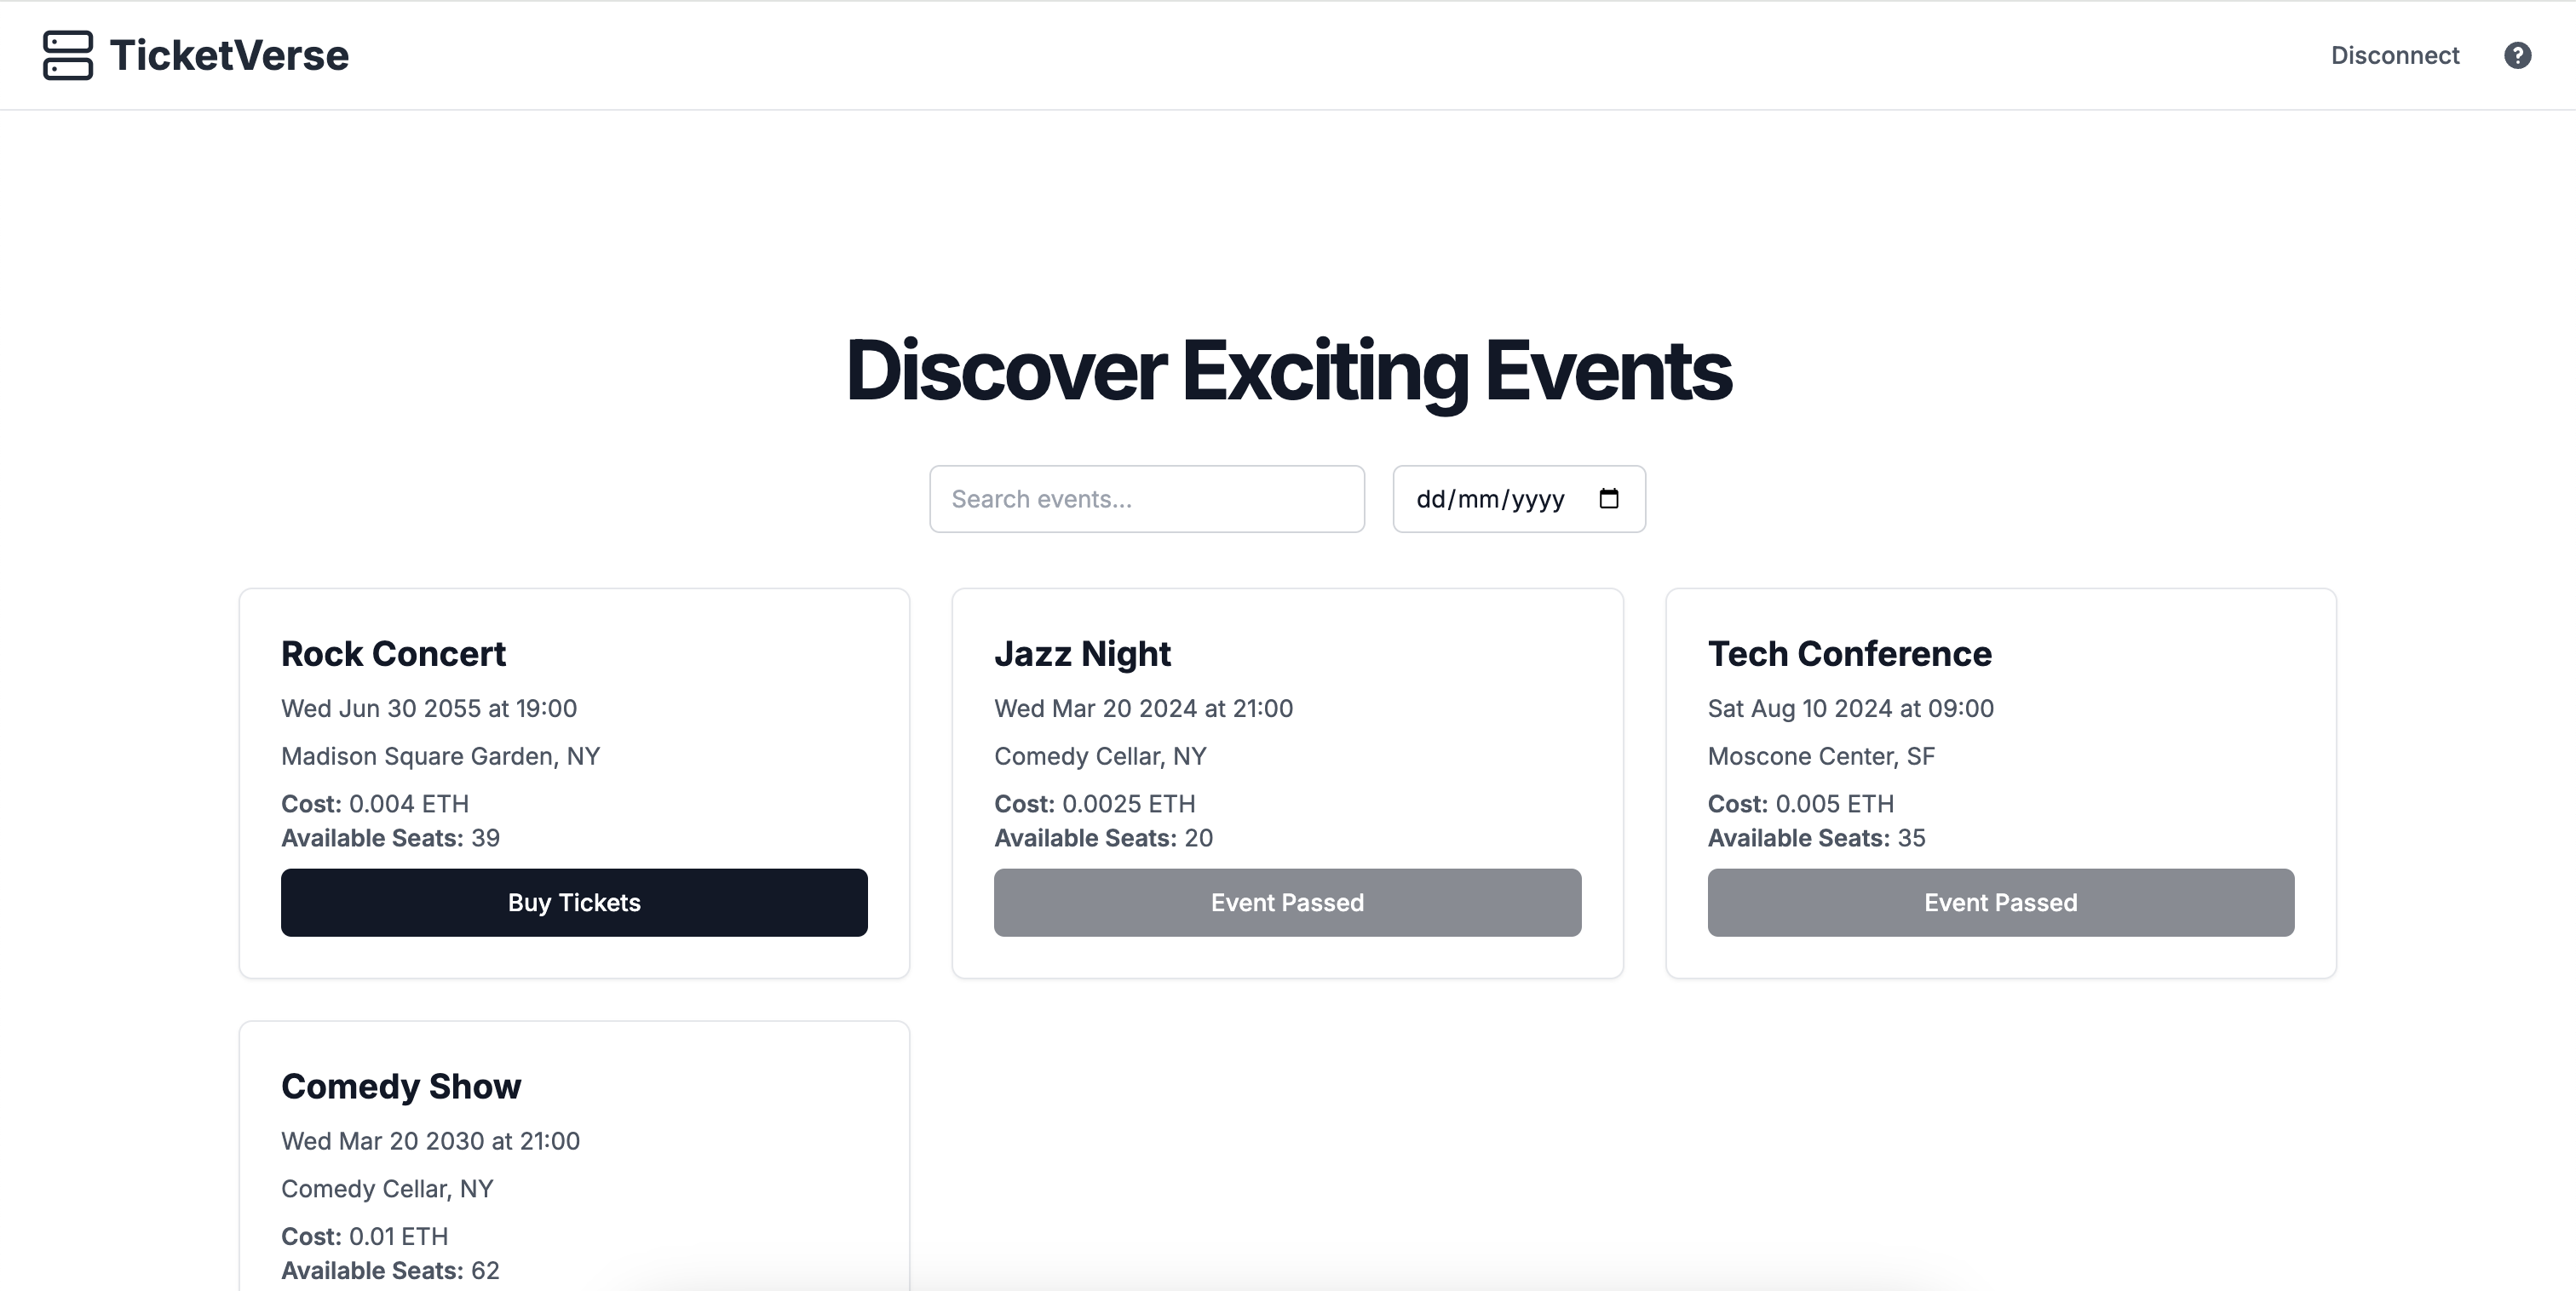 TicketVerse
Disconnect
?
Discover Exciting Events
Search events...
dd/mm/yyyy
Rock Concert
Wed Jun 30 2055 at 19:00
Madison Square Garden, NY
Cost: 0.004 ETH
Available Seats: 39
Buy Tickets
Jazz Night
Wed Mar 20 2024 at 21:00
Comedy Cellar, NY
Cost: 0.0025 ETH
Available Seats: 20
Event Passed
Tech Conference
Sat Aug 10 2024 at 09:00
Moscone Center, SF
Cost: 0.005 ETH
Available Seats: 35
Event Passed
Comedy Show
Wed Mar 20 2030 at 21:00
Comedy Cellar, NY
Cost: 0.01 ETH
Available Seats: 62